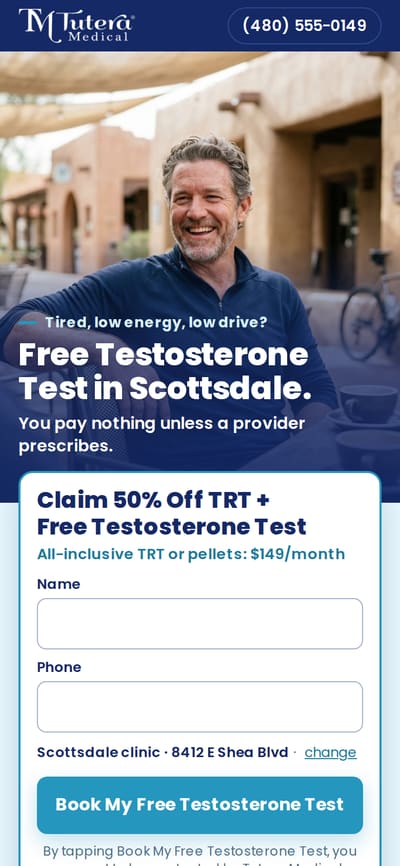 TM Tutera®
Medical
(480) 555-0149
Tired, low energy, low drive?
Free Testosterone
Test in Scottsdale.
You pay nothing unless a provider
prescribes.
Claim 50% Off TRT +
Free Testosterone Test
All-inclusive TRT or pellets: $149/month
Name
Phone
Scottsdale clinic · 8412 E Shea Blvd · change
Book My Free Testosterone Test
By tapping Book My Free Testosterone Test, you